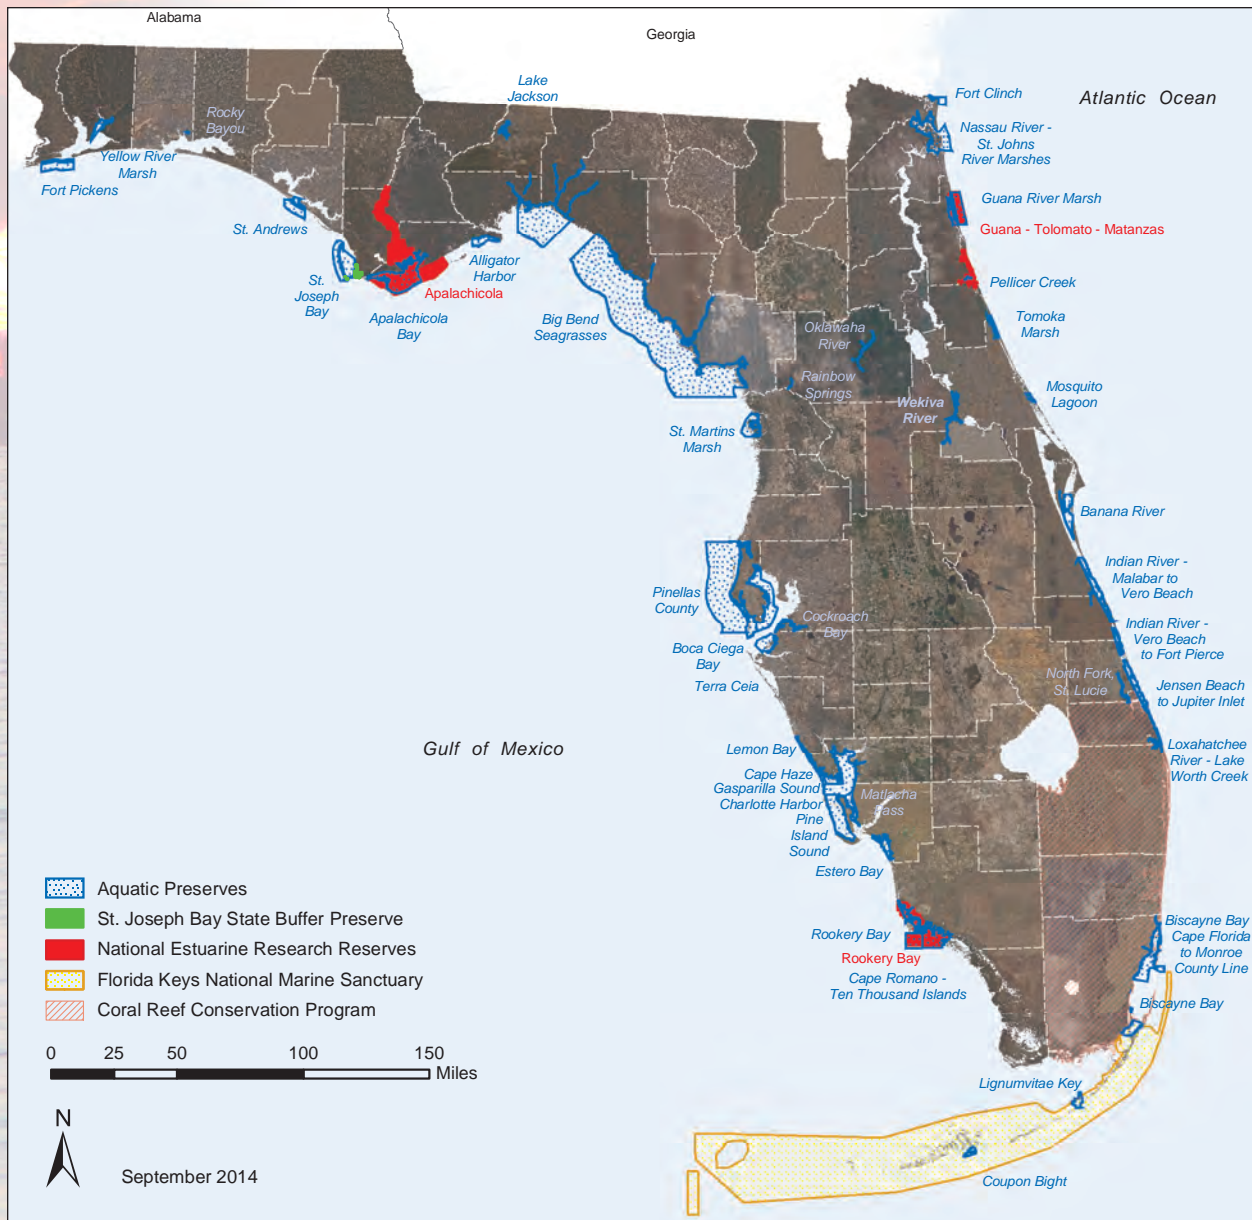 Alabama
Georgia
Atlantic Ocean
Gulf of Mexico
Lake
Jackson
Rocky
Bayou
Yellow River
Marsh
Fort Pickens
St. Andrews
St.
Joseph
Bay
Apalachicola
Apalachicola
Bay
Alligator
Harbor
Big Bend
Seagrasses
Fort Clinch
Nassau River -
St. Johns
River Marshes
Guana River Marsh
Guana - Tolomato - Matanzas
Pellicer Creek
Tomoka
Marsh
Oklawaha
River
Rainbow
Springs
Wekiva
River
Mosquito
Lagoon
St. Martins
Marsh
Banana River
Indian River -
Malabar to
Vero Beach
Indian River -
Vero Beach
to Fort Pierce
Pinellas
County
Cockroach
Bay
Boca Ciega
Bay
Terra Ceia
North Fork,
St. Lucie
Jensen Beach
to Jupiter Inlet
Loxahatchee
River - Lake
Worth Creek
Lemon Bay
Cape Haze
Gasparilla Sound
Charlotte Harbor
Pine
Island
Sound
Matlacha
Pass
Estero Bay
Rookery Bay
Rookery Bay
Cape Romano -
Ten Thousand Islands
Biscayne Bay
Cape Florida
to Monroe
County Line
Biscayne Bay
Lignumvitae Key
Coupon Bight
Aquatic Preserves
St. Joseph Bay State Buffer Preserve
National Estuarine Research Reserves
Florida Keys National Marine Sanctuary
Coral Reef Conservation Program
0 25 50 100 150
Miles
N
September 2014